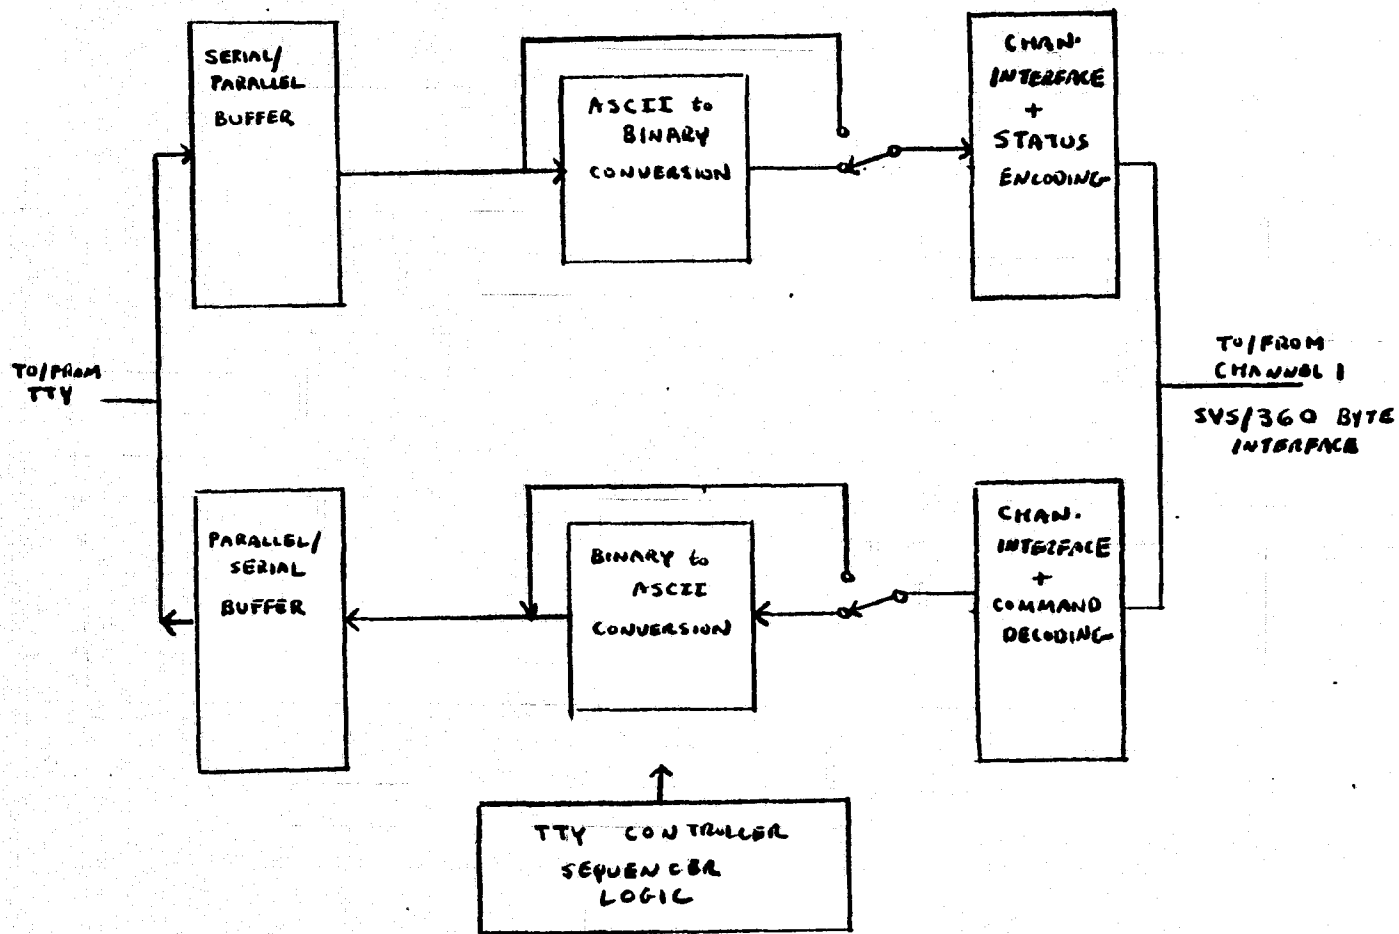 SERIAL/
PARALLEL
BUFFER
ASCII to
BINARY
CONVERSION
CHAN.
INTERFACE
+
STATUS
ENCODING
TO/FROM
TTY
TO/FROM
CHANNEL 1
SYS/360 BYTE
INTERFACE
PARALLEL/
SERIAL
BUFFER
BINARY to
ASCII
CONVERSION
CHAN.
INTERFACE
+
COMMAND
DECODING
TTY CONTROLLER
SEQUENCER
LOGIC